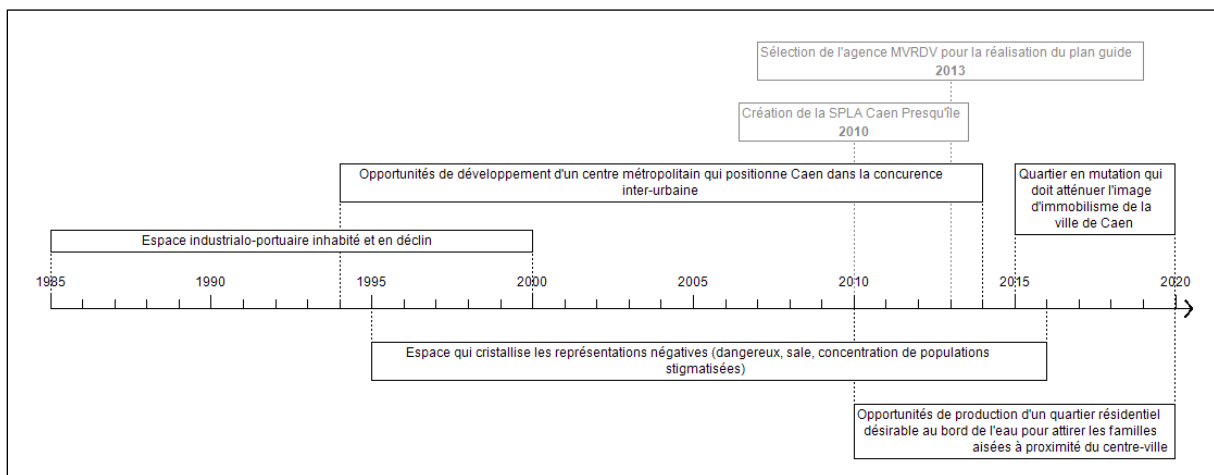 Sélection de l'agence MVRDV pour la réalisation du plan guide
2013
Création de la SPLA Caen Presqu'île
2010
Opportunités de développement d'un centre métropolitain qui positionne Caen dans la concurence
inter-urbaine
Quartier en mutation qui
doit atténuer l'image
d'immobilisme de la
ville de Caen
Espace industrialo-portuaire inhabité et en déclin
1985 1990 1995 2000 2005 2010 2015 2020
Espace qui cristallise les représentations négatives (dangereux, sale, concentration de populations
stigmatisées)
Opportunités de production d'un quartier résidentiel
désirable au bord de l'eau pour attirer les familles
aisées à proximité du centre-ville